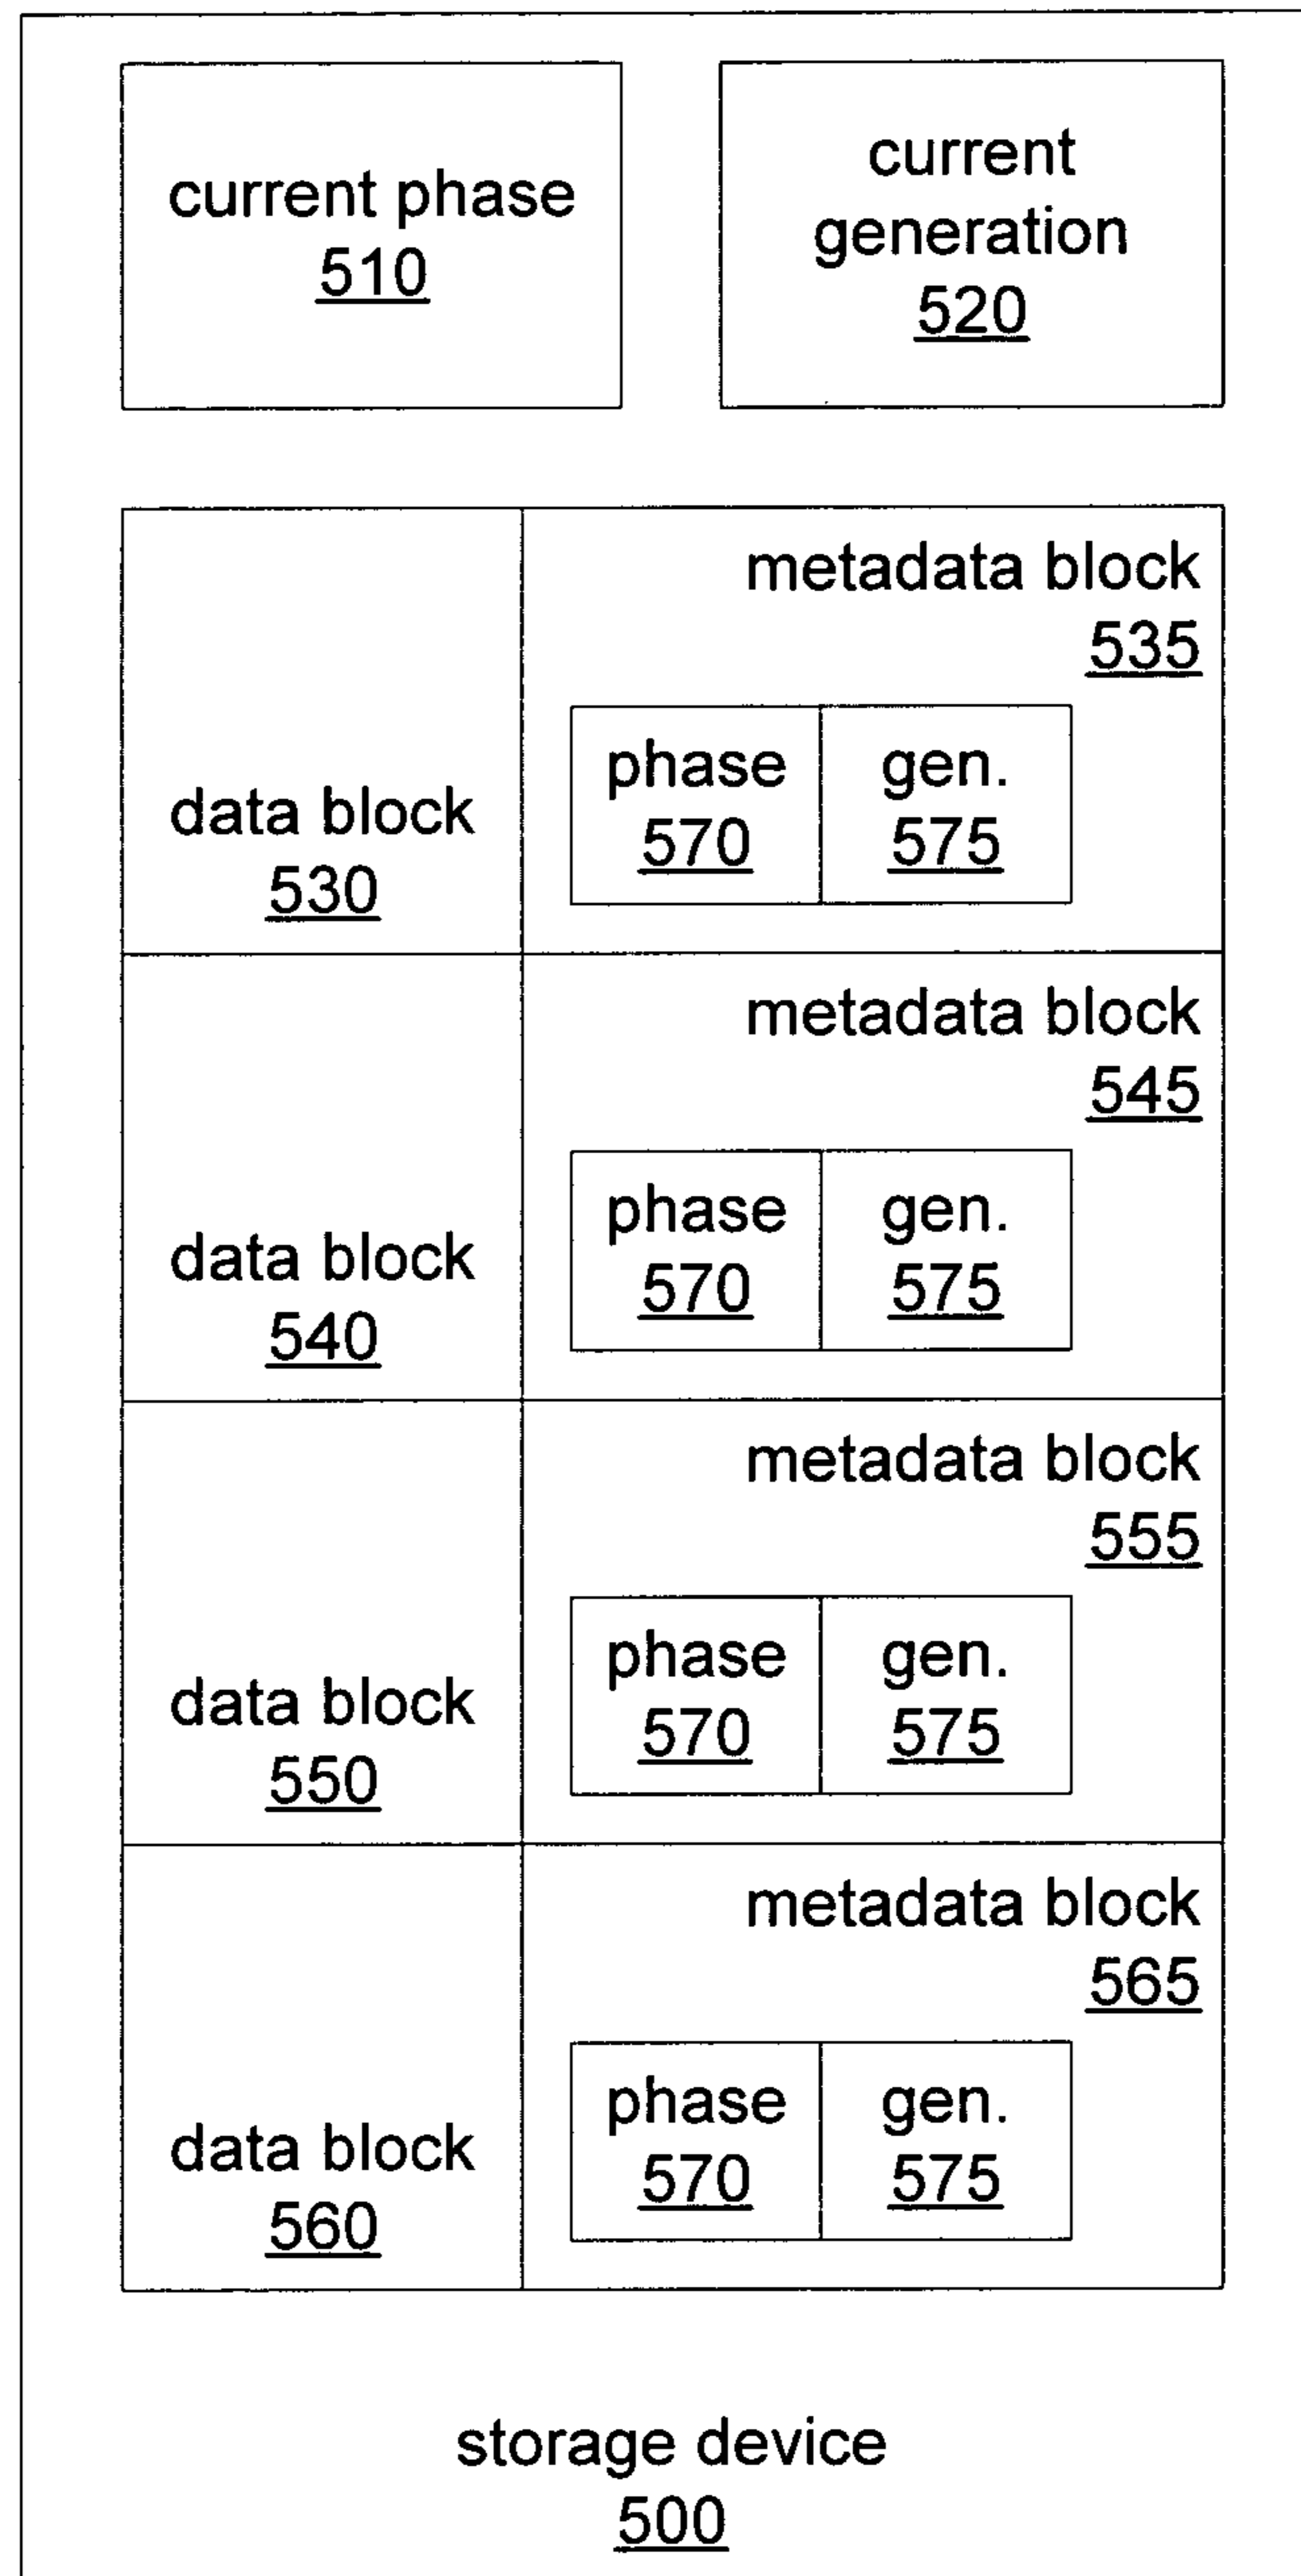 current phase
510
current
generation
520
metadata block
535
phase
570
gen.
575
data block
530
metadata block
545
phase
570
gen.
575
data block
540
metadata block
555
phase
570
gen.
575
data block
550
metadata block
565
phase
570
gen.
575
data block
560
storage device
500